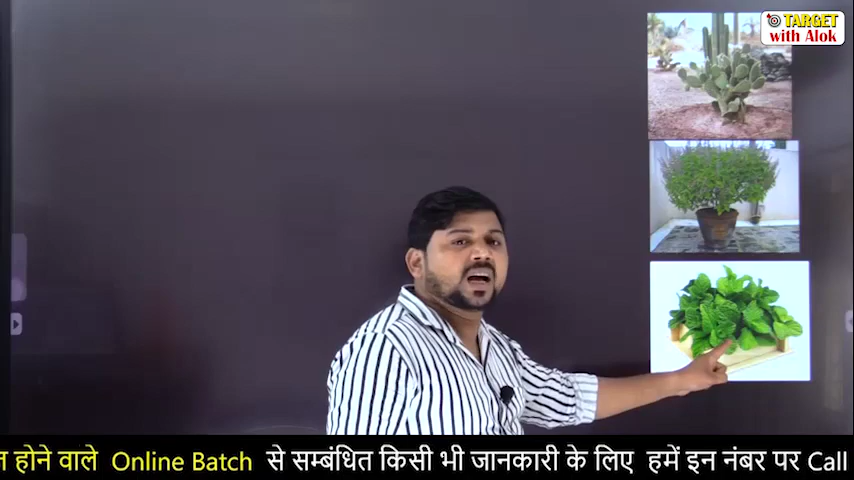 TARGET
with Alok
होने वाले Online Batch से सम्बंधित किसी भी जानकारी के लिए हमें इन नंबर पर Call